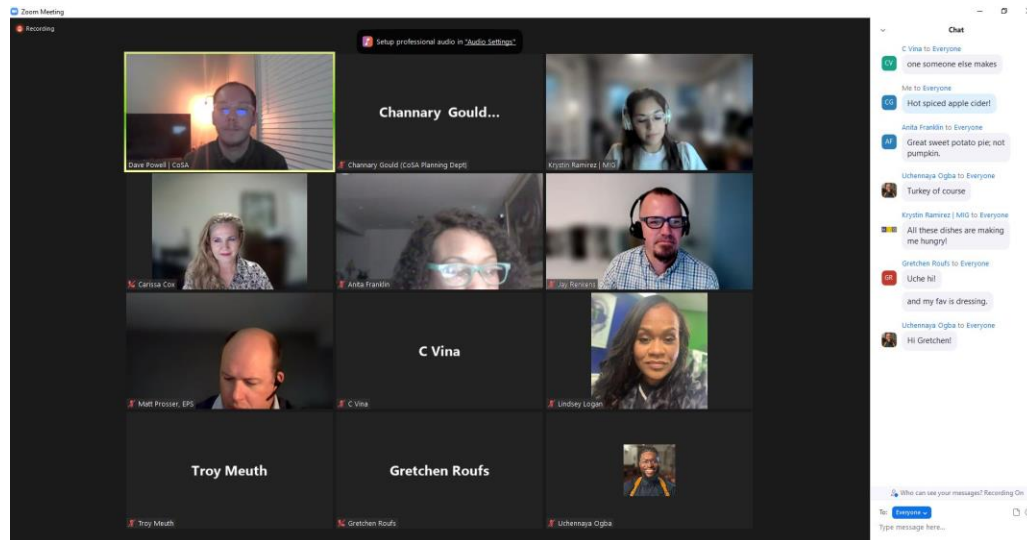 Zoom Meeting
Recording
Setup professional audio in "Audio Settings"
Dave Powell | CoSA
Channary Gould...
Channary Gould (CoSA Planning Dept)
Krystin Ramirez | MIG
Carissa Cox
Anita Franklin
Jay Renkens
Matt Prosser, EPS
C Vina
C Vina
Lindsey Logan
Troy Meuth
Troy Meuth
Gretchen Roufs
Gretchen Roufs
Uchennaya Ogba
Chat
C Vina to Everyone
CV
one someone else makes
Me to Everyone
CG
Hot spiced apple cider!
Anita Franklin to Everyone
AF
Great sweet potato pie; not
pumpkin.
Uchennaya Ogba to Everyone
Turkey of course
Krystin Ramirez | MIG to Everyone
All these dishes are making
me hungry!
Gretchen Roufs to Everyone
GR
Uche hi!
and my fav is dressing.
Uchennaya Ogba to Everyone
Hi Gretchen!
Who can see your messages? Recording On
To: Everyone
Type message here...